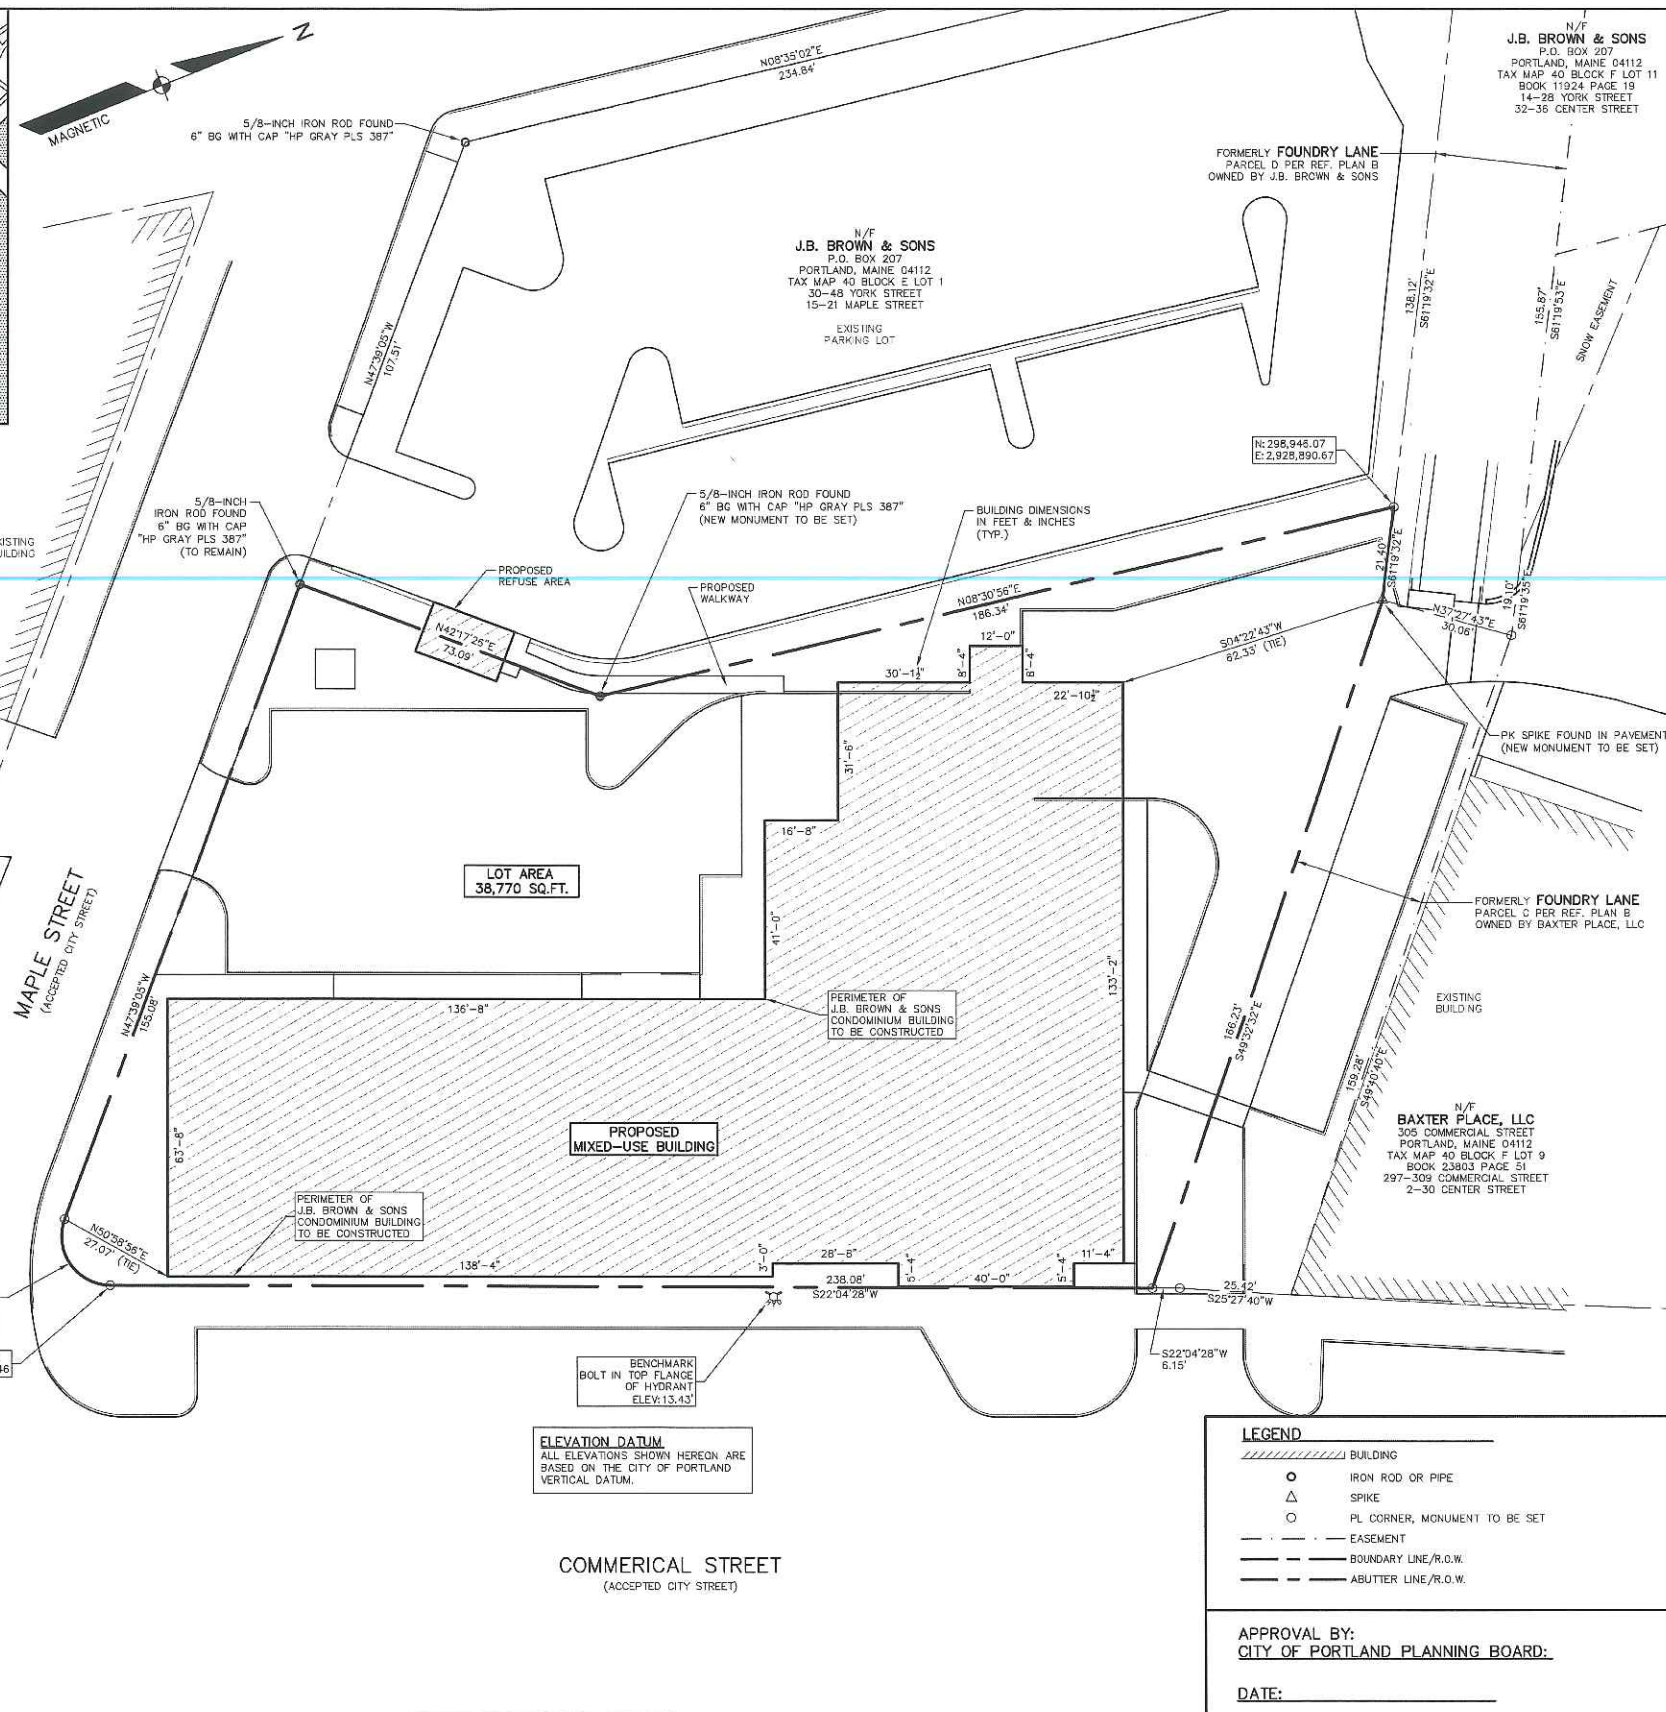 N
MAGNETIC
5/8-INCH IRON ROD FOUND
6" BG WITH CAP "HP GRAY PLS 387"
N08°35'02"E
234.84'
N/F
J.B. BROWN & SONS
P.O. BOX 207
PORTLAND, MAINE 04112
TAX MAP 40 BLOCK F LOT 11
BOOK 11924 PAGE 19
14-28 YORK STREET
32-36 CENTER STREET
FORMERLY FOUNDRY LANE
PARCEL D PER REF. PLAN B
OWNED BY J.B. BROWN & SONS
N/F
J.B. BROWN & SONS
P.O. BOX 207
PORTLAND, MAINE 04112
TAX MAP 40 BLOCK E LOT 1
30-48 YORK STREET
15-21 MAPLE STREET
EXISTING
PARKING LOT
138.12'
S61°19'32"E
155.87'
S61°19'53"E
SNOW EASEMENT
N47°39'05"W
107.51'
N: 298,946.07
E: 2,928,890.67
5/8-INCH
IRON ROD FOUND
6" BG WITH CAP
"HP GRAY PLS 387"
(TO REMAIN)
5/8-INCH IRON ROD FOUND
6" BG WITH CAP "HP GRAY PLS 387"
(NEW MONUMENT TO BE SET)
BUILDING DIMENSIONS
IN FEET & INCHES
(TYP.)
PROPOSED
REFUSE AREA
PROPOSED
WALKWAY
N08°30'56"E
186.34'
21.40'
S61°19'32"E
N37°27'43"E
30.06'
19.10'
S61°19'35"E
N42°17'26"E
73.09'
S04°22'43"W
62.33' (TIE)
12'-0"
8'-4"
8'-4"
30'-1½"
22'-10½"
PK SPIKE FOUND IN PAVEMENT
(NEW MONUMENT TO BE SET)
31'-6"
16'-8"
LOT AREA
38,770 SQ.FT.
41'-0"
133'-2"
FORMERLY FOUNDRY LANE
PARCEL C PER REF. PLAN B
OWNED BY BAXTER PLACE, LLC
MAPLE STREET
(ACCEPTED CITY STREET)
N47°39'05"W
155.08'
136'-8"
PERIMETER OF
J.B. BROWN & SONS
CONDOMINIUM BUILDING
TO BE CONSTRUCTED
EXISTING
BUILDING
166.23'
S49°32'32"E
159.28'
S49°40'40"E
63'-8"
PROPOSED
MIXED-USE BUILDING
N/F
BAXTER PLACE, LLC
305 COMMERCIAL STREET
PORTLAND, MAINE 04112
TAX MAP 40 BLOCK F LOT 9
BOOK 23803 PAGE 51
297-309 COMMERCIAL STREET
2-30 CENTER STREET
PERIMETER OF
J.B. BROWN & SONS
CONDOMINIUM BUILDING
TO BE CONSTRUCTED
N50°58'56"E
27.07' (TIE)
138'-4"
3'-0"
28'-8"
5'-4"
40'-0"
5'-4"
11'-4"
238.08'
S22°04'28"W
25.42'
S25°27'40"W
S22°04'28"W
6.15'
BENCHMARK
BOLT IN TOP FLANGE
OF HYDRANT
ELEV: 13.43'
ELEVATION DATUM
ALL ELEVATIONS SHOWN HEREON ARE
BASED ON THE CITY OF PORTLAND
VERTICAL DATUM.
COMMERICAL STREET
(ACCEPTED CITY STREET)
LEGEND
BUILDING
IRON ROD OR PIPE
SPIKE
PL CORNER, MONUMENT TO BE SET
EASEMENT
BOUNDARY LINE/R.O.W.
ABUTTER LINE/R.O.W.
APPROVAL BY:
CITY OF PORTLAND PLANNING BOARD:
DATE: